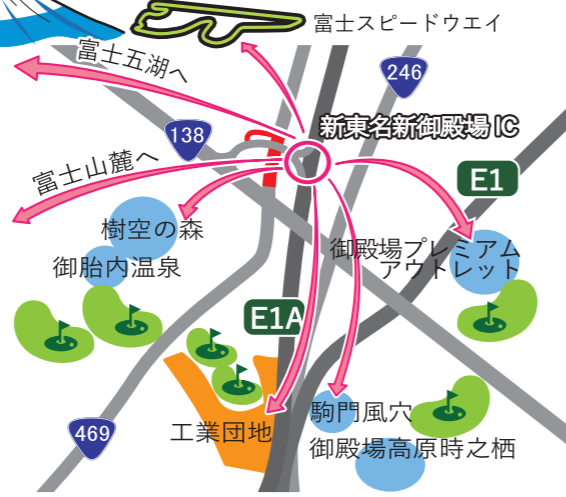 富士スピードウエイ
富士五湖へ
246
138
新東名新御殿場IC
富士山麓へ
E1
樹空の森
御殿場プレミアム
アウトレット
御胎内温泉
E1A
駒門風穴
工業団地
469
御殿場高原時之栖